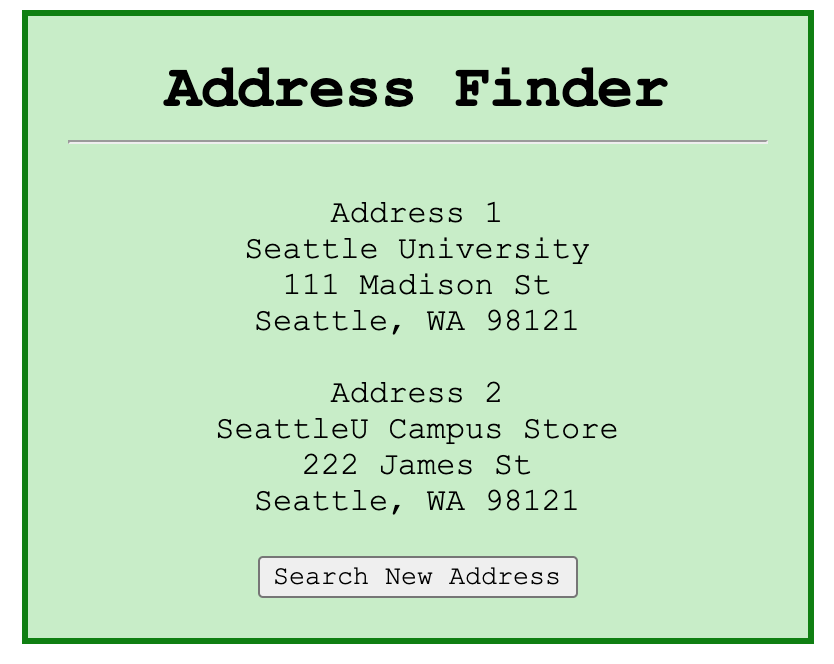 Address Finder
Address 1
Seattle University
111 Madison St
Seattle, WA 98121
Address 2
SeattleU Campus Store
222 James St
Seattle, WA 98121
Search New Address